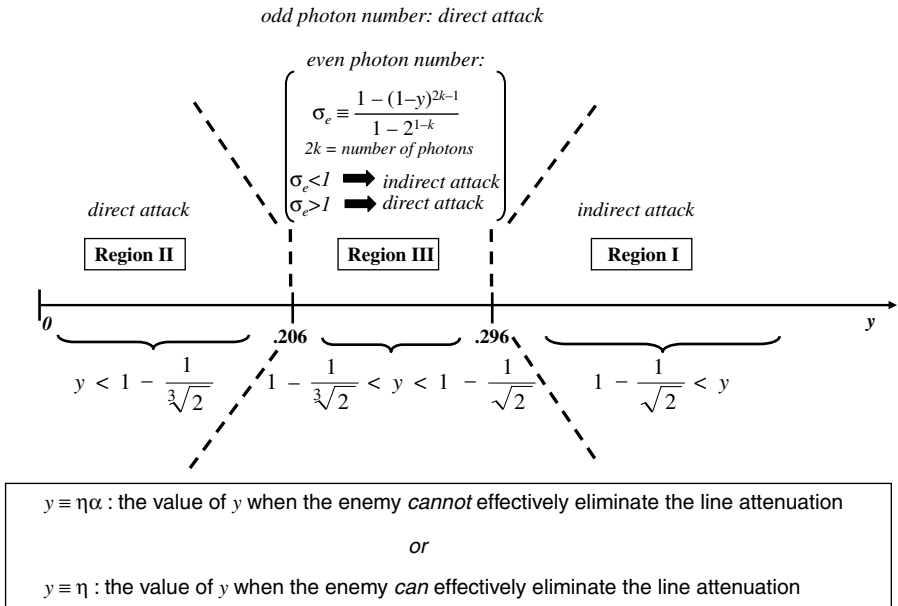 odd photon number: direct attack
even photon number:
σₑ ≡ (1 – (1–y)^{2k–1}) / (1 – 2^{1–k})
2k = number of photons
σₑ<1 ➡ indirect attack
σₑ>1 ➡ direct attack
direct attack
indirect attack
Region II
Region III
Region I
0
.206
.296
y
y < 1 – 1/∛2
1 – 1/∛2 < y < 1 – 1/√2
1 – 1/√2 < y
y ≡ ηα : the value of y when the enemy cannot effectively eliminate the line attenuation
or
y ≡ η : the value of y when the enemy can effectively eliminate the line attenuation